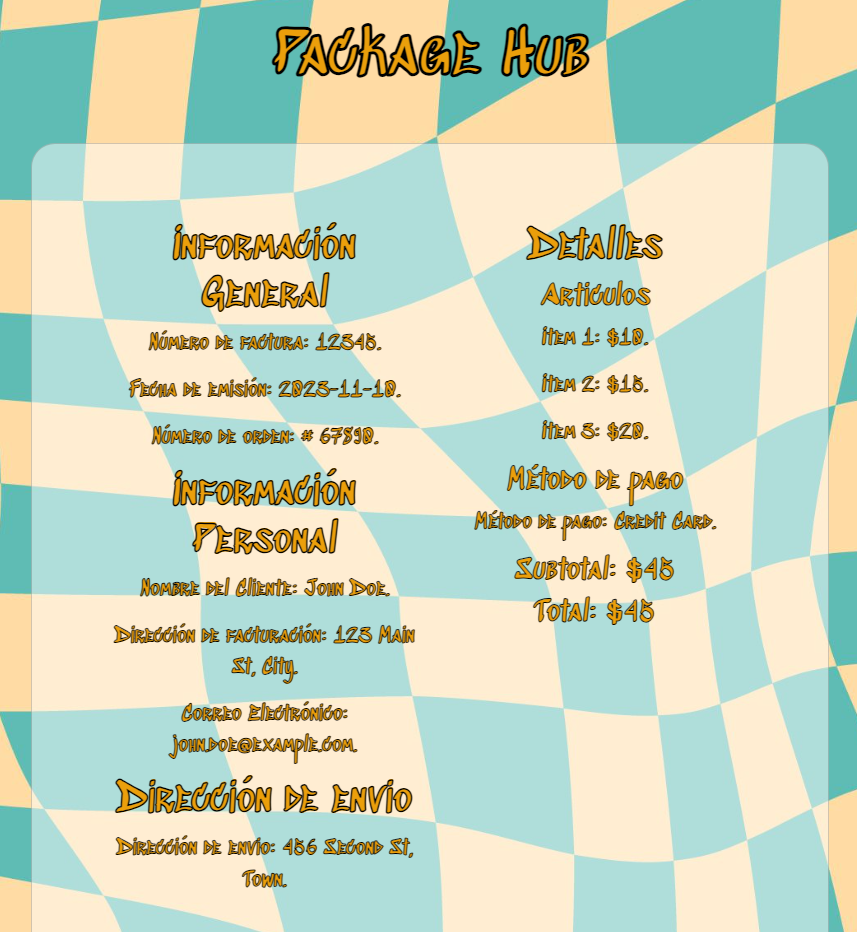 Package Hub
Información
General
Número de factura: 12345.
Fecha de emisión: 2023-11-10.
Número de orden: # 67890.
Información
Personal
Nombre del Cliente: John Doe.
Dirección de facturación: 123 Main
St, City.
Correo Electrónico:
john.doe@example.com.
Dirección de envio
Dirección de envio: 456 Second St,
Town.
Detalles
Articulos
Item 1: $10.
Item 2: $15.
Item 3: $20.
Método de pago
Método de pago: Credit Card.
Subtotal: $45
Total: $45